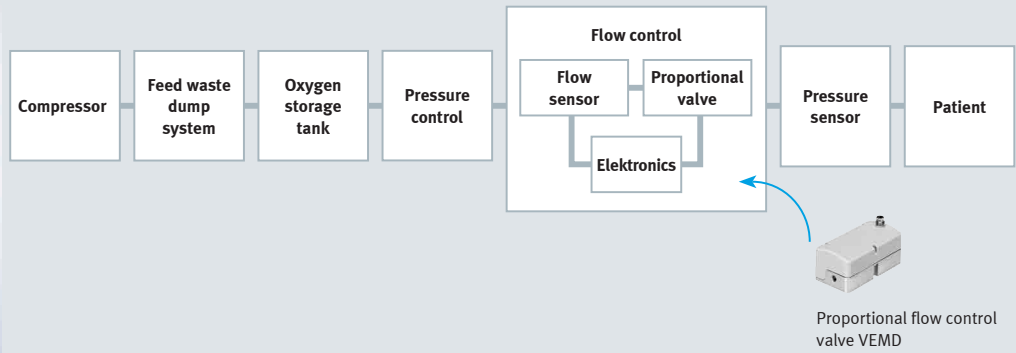 Flow control
Compressor
Feed waste
dump
system
Oxygen
storage
tank
Pressure
control
Flow
sensor
Proportional
valve
Elektronics
Pressure
sensor
Patient
Proportional flow control
valve VEMD